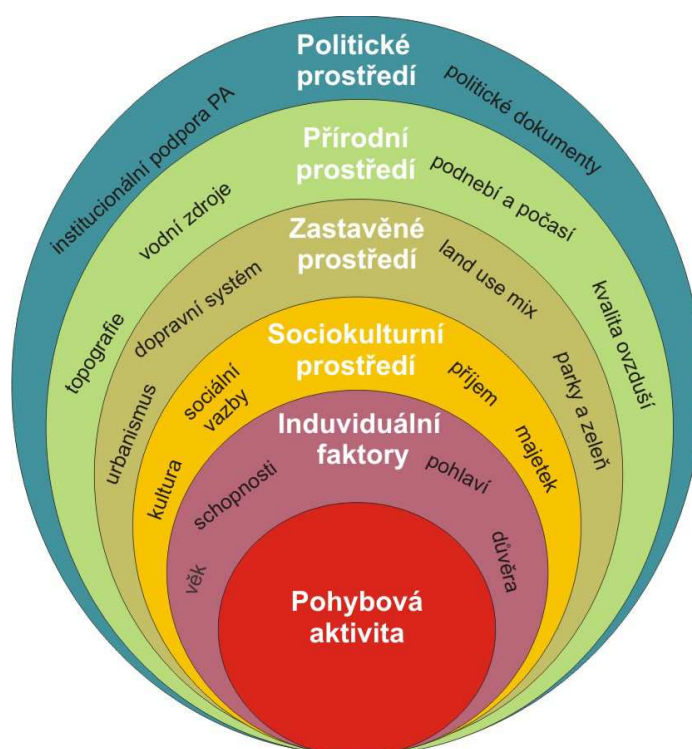 Politické
prostředí
institucionální podpora PA
politické dokumenty
Přírodní
prostředí
vodní zdroje
podnebí a počasí
topografie
kvalita ovzduší
Zastavěné
prostředí
dopravní systém
land use mix
urbanismus
parky a zeleň
Sociokulturní
prostředí
sociální
vazby
příjem
kultura
majetek
Induviduální
faktory
schopnosti
pohlaví
věk
důvěra
Pohybová
aktivita